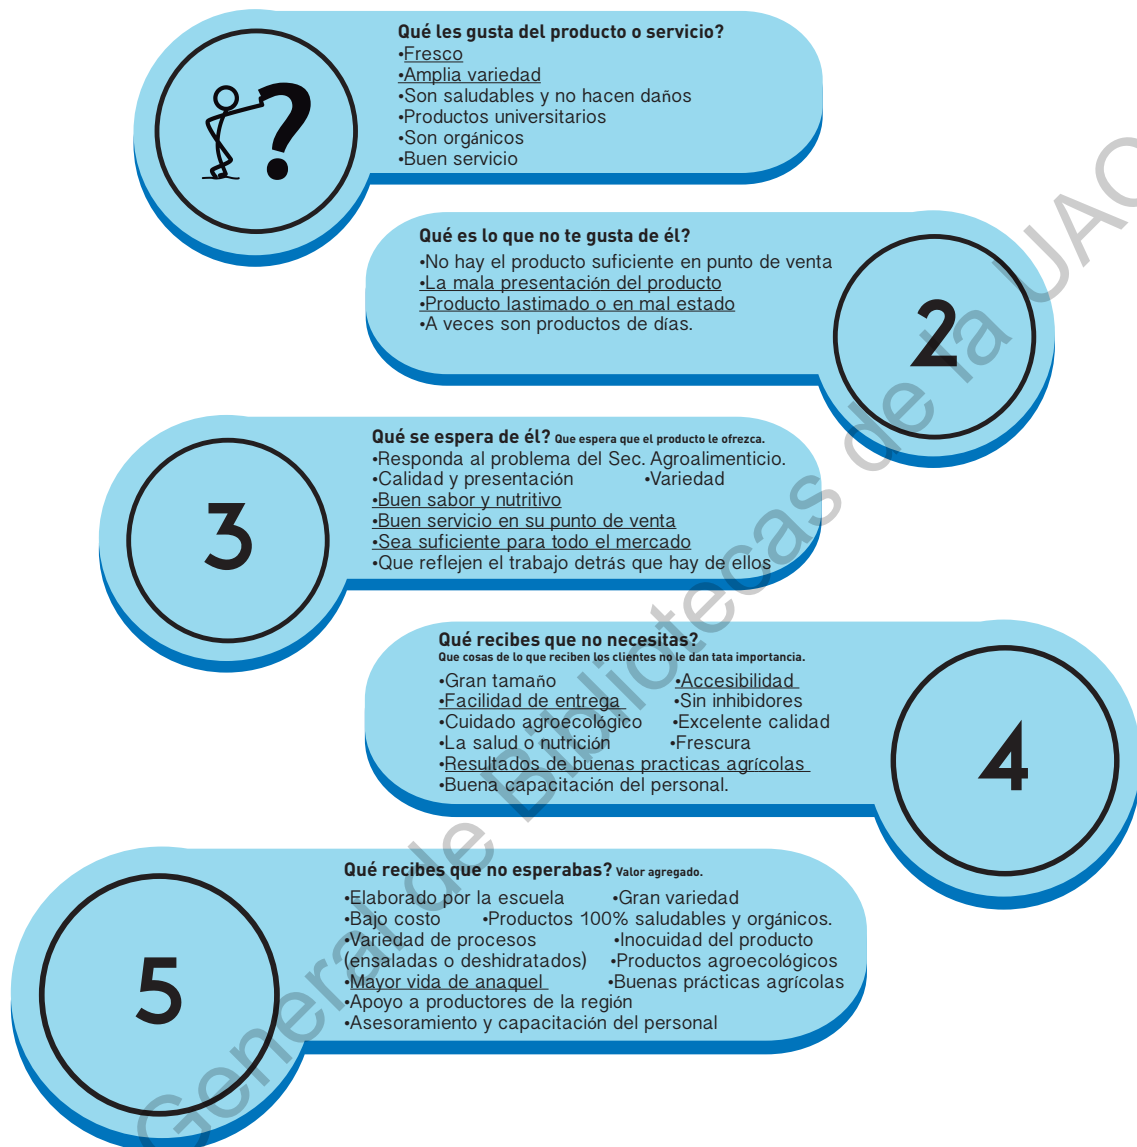 Qué les gusta del producto o servicio?
•Fresco
•Amplia variedad
•Son saludables y no hacen daños
•Productos universitarios
•Son orgánicos
•Buen servicio
?
Qué es lo que no te gusta de él?
•No hay el producto suficiente en punto de venta
•La mala presentación del producto
•Producto lastimado o en mal estado
•A veces son productos de días.
2
Qué se espera de él? Que espera que el producto le ofrezca.
•Responda al problema del Sec. Agroalimenticio.
•Calidad y presentación •Variedad
•Buen sabor y nutritivo
•Buen servicio en su punto de venta
•Sea suficiente para todo el mercado
•Que reflejen el trabajo detrás que hay de ellos
3
Qué recibes que no necesitas?
Que cosas de lo que reciben los clientes no le dan tata importancia.
•Gran tamaño •Accesibilidad
•Facilidad de entrega •Sin inhibidores
•Cuidado agroecológico •Excelente calidad
•La salud o nutrición •Frescura
•Resultados de buenas practicas agrícolas
•Buena capacitación del personal.
4
Qué recibes que no esperabas? Valor agregado.
•Elaborado por la escuela •Gran variedad
•Bajo costo •Productos 100% saludables y orgánicos.
•Variedad de procesos •Inocuidad del producto
(ensaladas o deshidratados) •Productos agroecológicos
•Mayor vida de anaquel •Buenas prácticas agrícolas
•Apoyo a productores de la región
•Asesoramiento y capacitación del personal
5
General de Bibliotecas de la UAQ